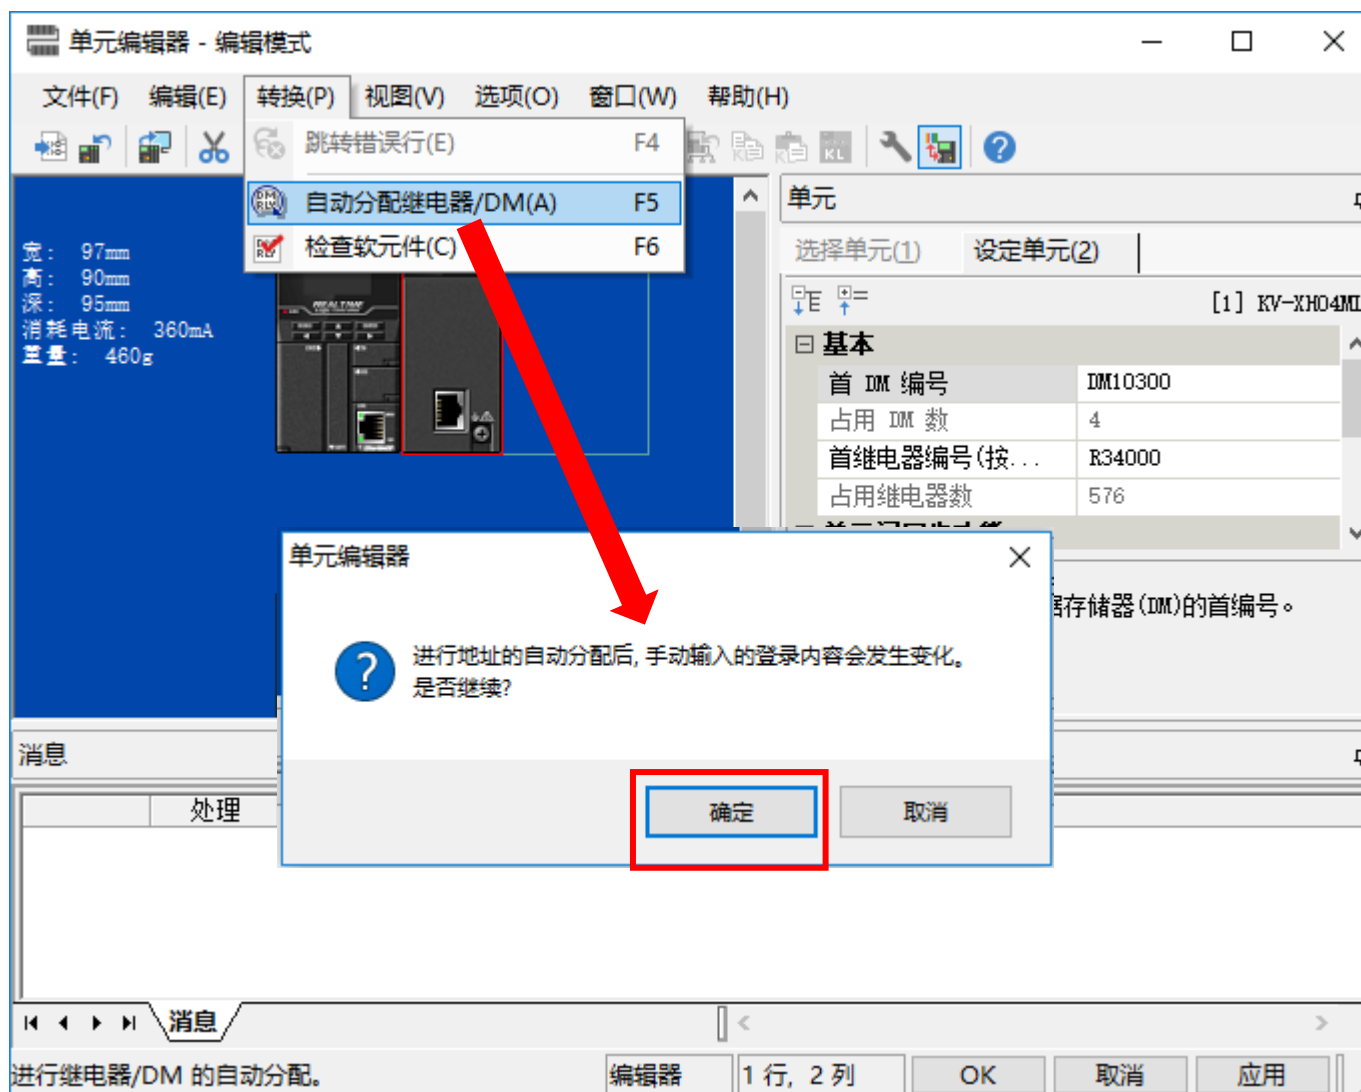 单元编辑器 - 编辑模式
文件(F) 编辑(E) 转换(P) 视图(V) 选项(O) 窗口(W) 帮助(H)
跳转错误行(E) F4
自动分配继电器/DM(A) F5
检查软元件(C) F6
宽: 97mm
高: 90mm
深: 95mm
消耗电流: 360mA
重量: 460g
单元
选择单元(1) 设定单元(2)
[1] KV-XH04ML
基本
首 DM 编号 DM10300
占用 DM 数 4
首继电器编号(按... R34000
占用继电器数 576
存储器(DM)的首编号。
单元编辑器
进行地址的自动分配后, 手动输入的登录内容会发生变化。
是否继续?
确定 取消
消息
处理
消息
进行继电器/DM 的自动分配。 编辑器 1 行, 2 列 OK 取消 应用